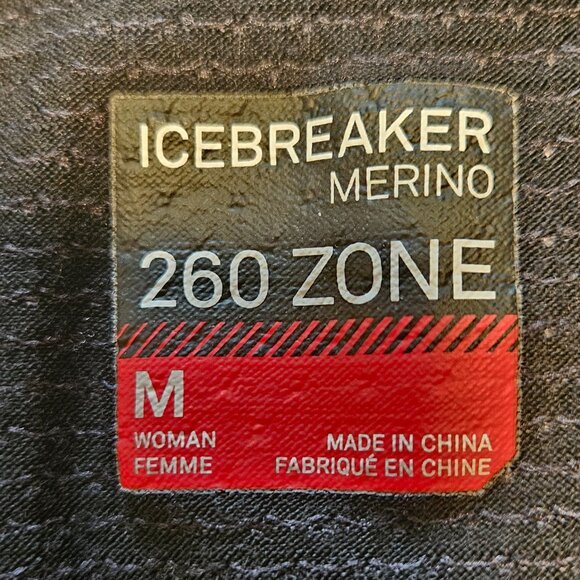 ICEBREAKER
MERINO
260 ZONE
M
WOMAN
FEMME
MADE IN CHINA
FABRIQUÉ EN CHINE